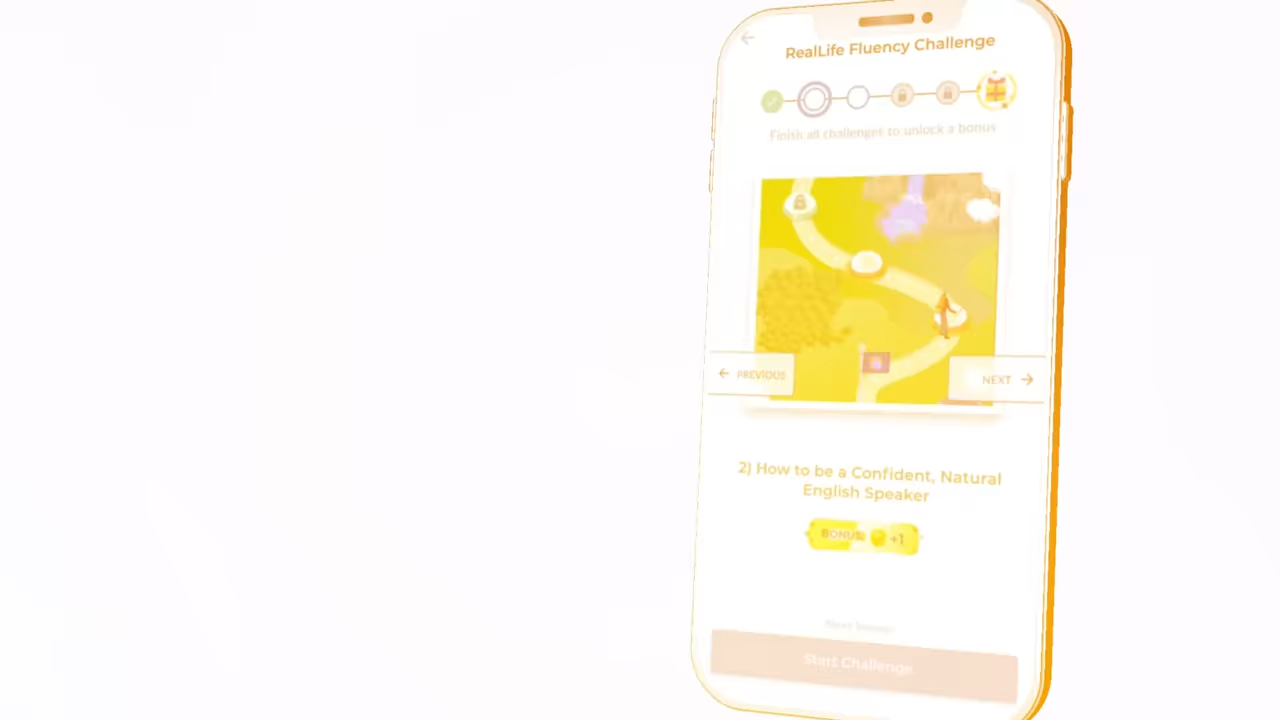 RealLife Fluency Challenge
Finish all challenges to unlock a bonus
PREVIOUS
NEXT
2) How to be a Confident, Natural
English Speaker
BONUS +1
Start Challenge